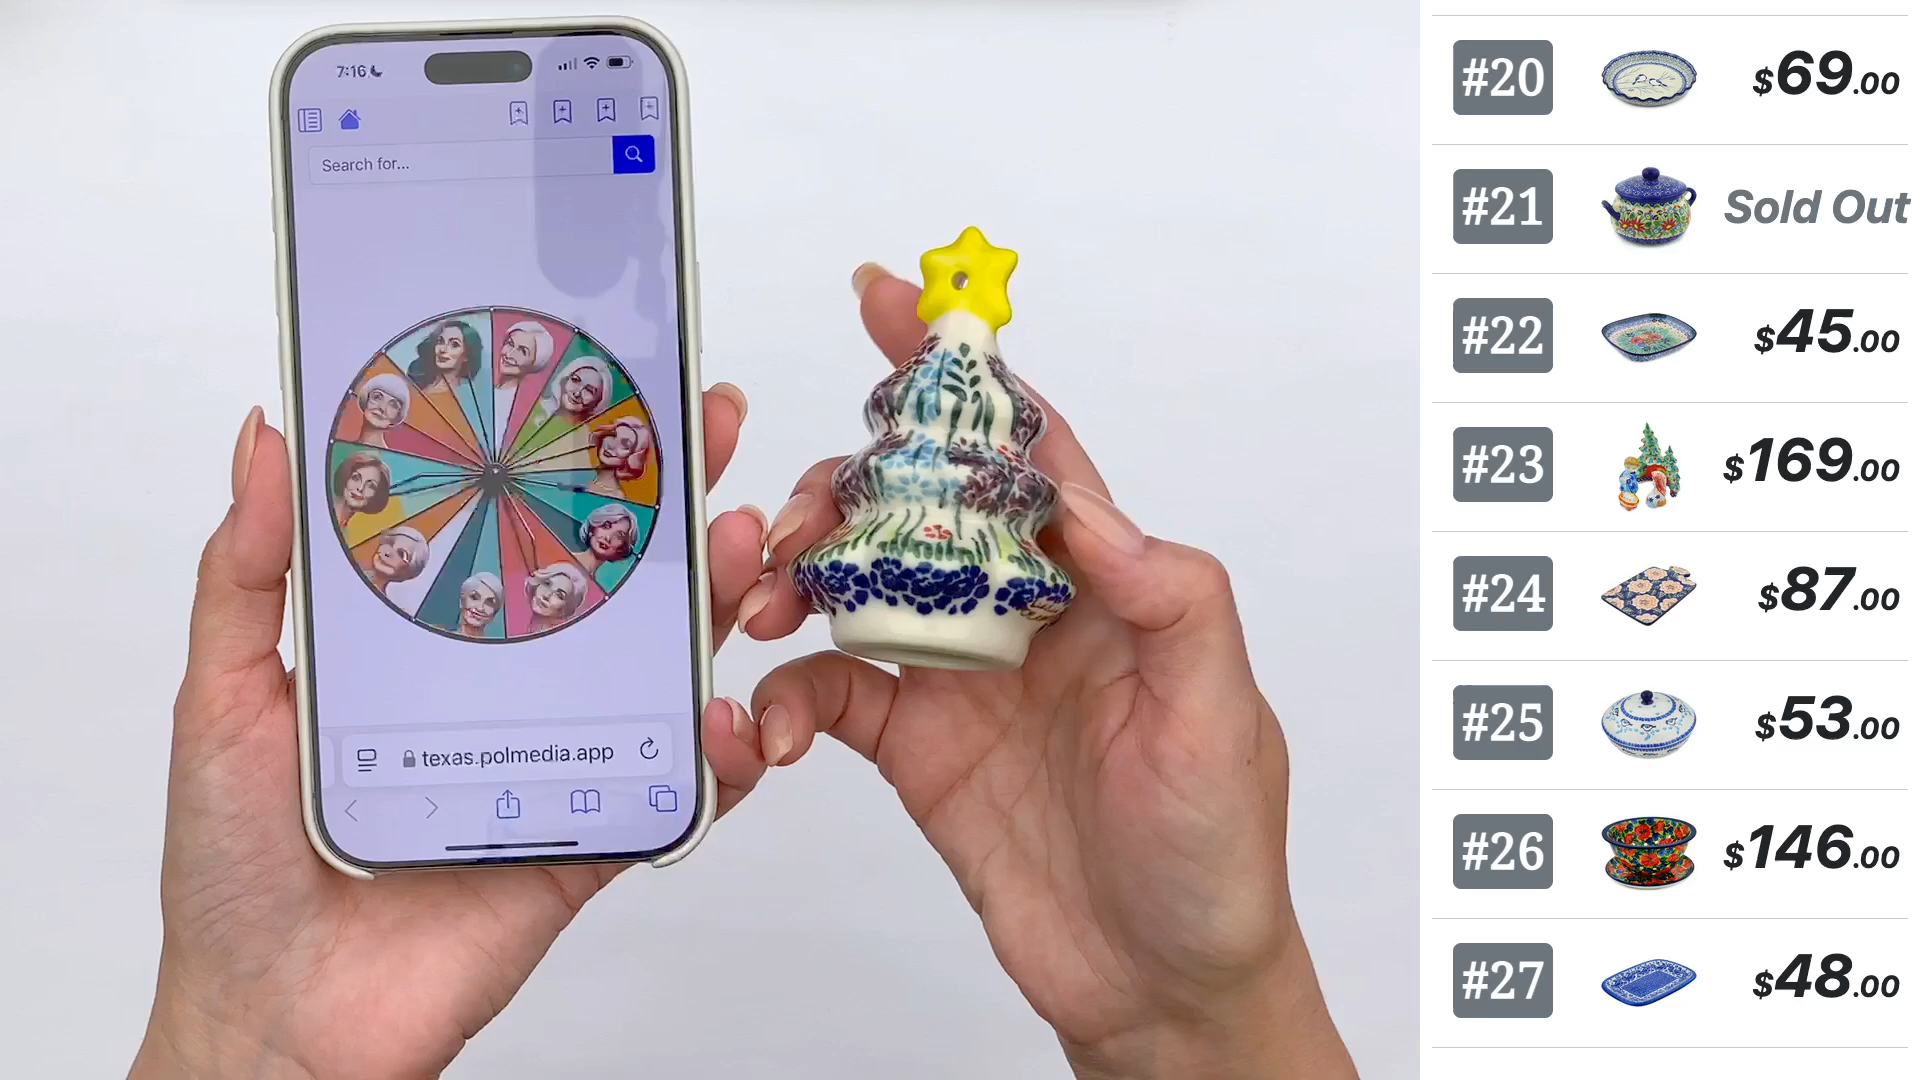 7:16
Search for...
texas.polmedia.app
#20 $69.00
#21 Sold Out
#22 $45.00
#23 $169.00
#24 $87.00
#25 $53.00
#26 $146.00
#27 $48.00